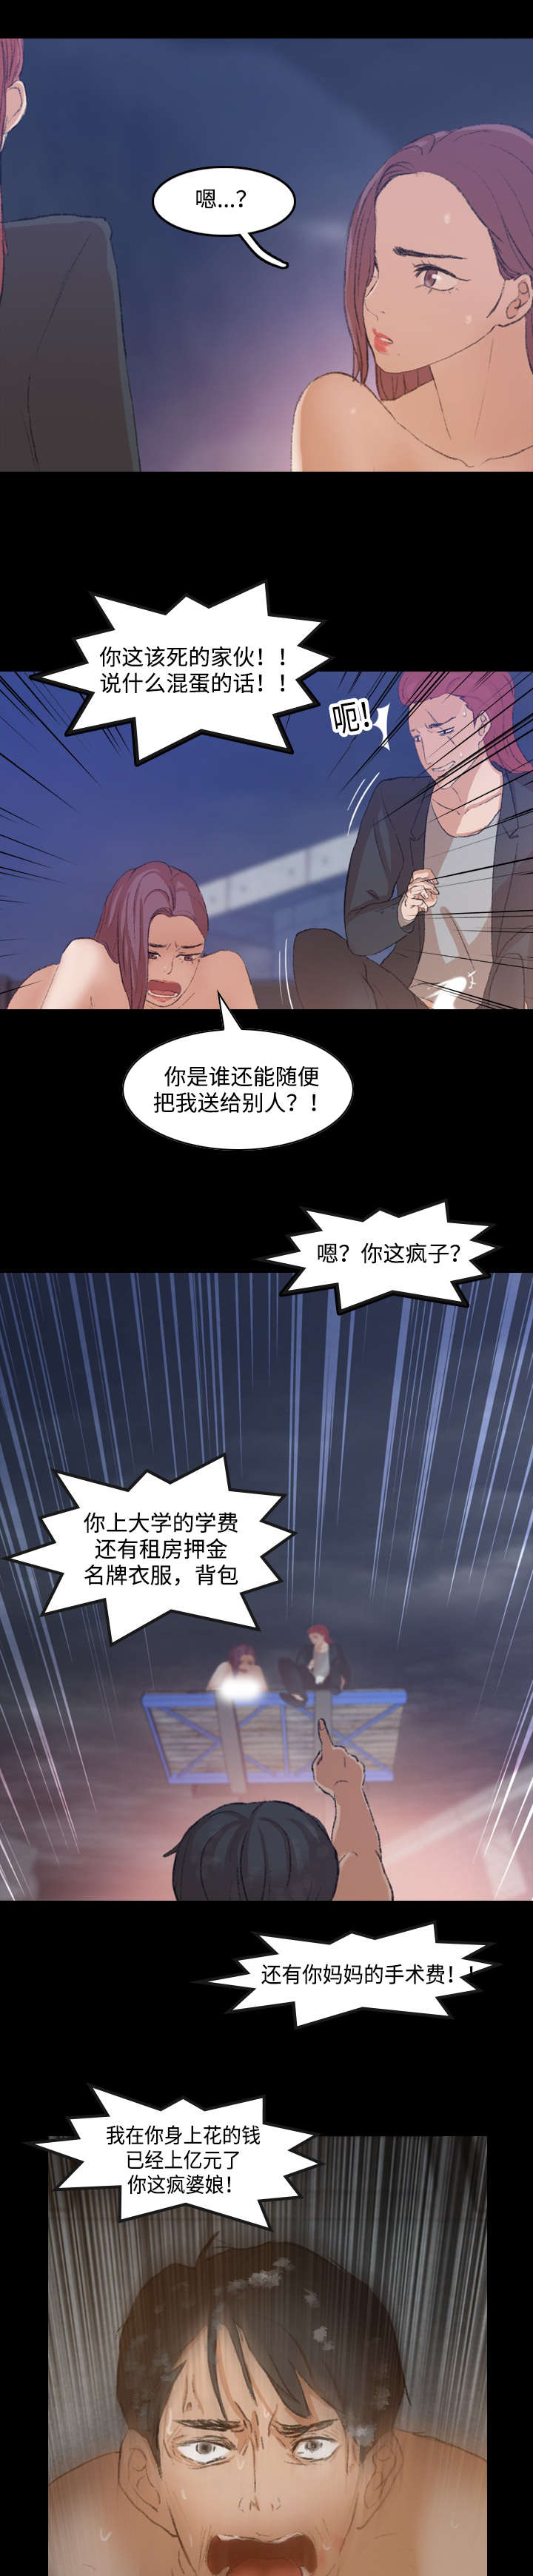 嗯...?
你这该死的家伙！！
说什么混蛋的话！！
呃!
你是谁还能随便
把我送给别人？！
嗯？你这疯子？
你上大学的学费
还有租房押金
名牌衣服，背包
还有你妈妈的手术费！！
我在你身上花的钱
已经上亿元了
你这疯婆娘！